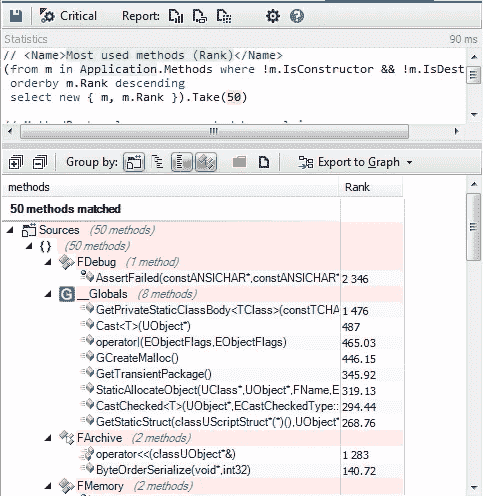 Critical Report:
Statistics 90 ms
// <Name>Most used methods (Rank)</Name>
(from m in Application.Methods where !m.IsConstructor && !m.IsDest
orderby m.Rank descending
select new { m, m.Rank }).Take(50)
Group by: Export to Graph
methods Rank
50 methods matched
Sources (50 methods)
{ } (50 methods)
FDebug (1 method)
AssertFailed(constANSICHAR*,constANSICHAR* 2 346
G __Globals (8 methods)
GetPrivateStaticClassBody<TClass>(constTCHA 1 476
Cast<T>(UObject*) 487
operator|(EObjectFlags,EObjectFlags) 465.03
GCreateMalloc() 446.15
GetTransientPackage() 345.92
StaticAllocateObject(UClass*,UObject*,FName,E 319.13
CastChecked<T>(UObject*,ECastCheckedType:: 294.44
GetStaticStruct(classUScriptStruct*(*)(),UObject* 268.76
FArchive (2 methods)
operator<<(classUObject*&) 1 283
ByteOrderSerialize(void*,int32) 140.72
FMemory (2 methods)